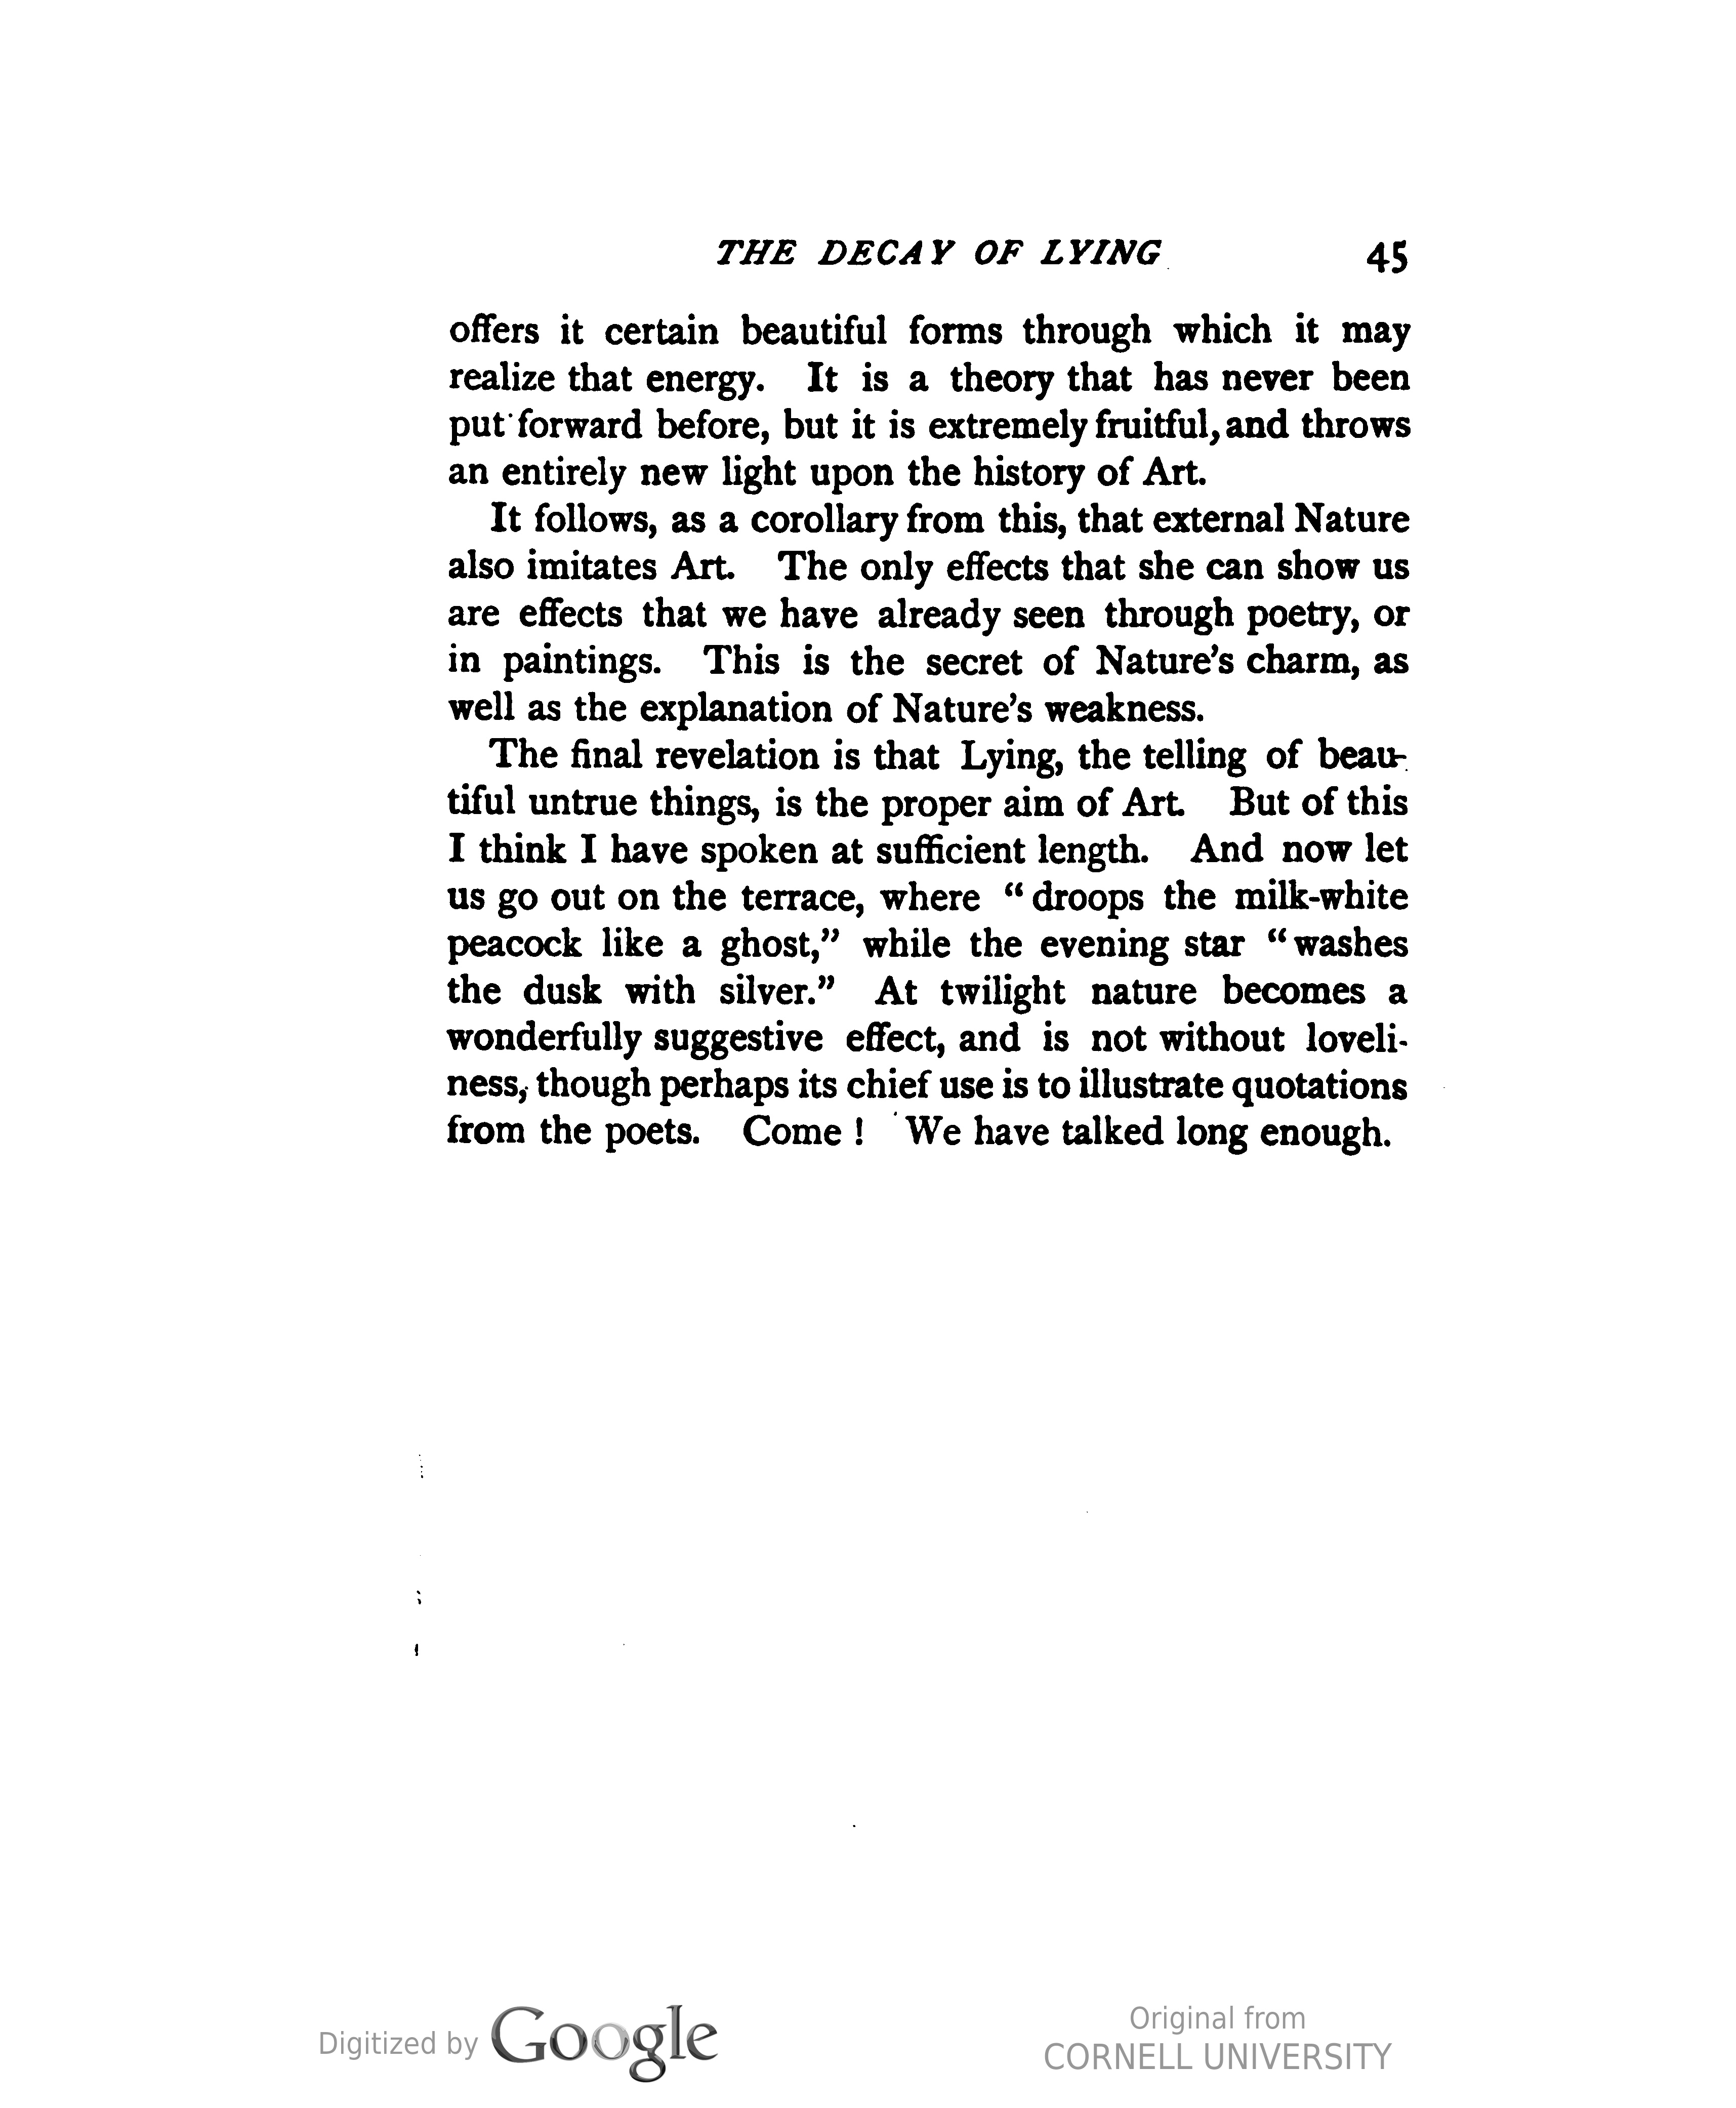 THE DECAY OF LYING 45
offers it certain beautiful forms through which it may
realize that energy. It is a theory that has never been
put forward before, but it is extremely fruitful, and throws
an entirely new light upon the history of Art.
It follows, as a corollary from this, that external Nature
also imitates Art. The only effects that she can show us
are effects that we have already seen through poetry, or
in paintings. This is the secret of Nature's charm, as
well as the explanation of Nature's weakness.
The final revelation is that Lying, the telling of beau-
tiful untrue things, is the proper aim of Art. But of this
I think I have spoken at sufficient length. And now let
us go out on the terrace, where “droops the milk-white
peacock like a ghost,” while the evening star “washes
the dusk with silver.” At twilight nature becomes a
wonderfully suggestive effect, and is not without loveli-
ness, though perhaps its chief use is to illustrate quotations
from the poets. Come ! We have talked long enough.
Digitized by Google
Original from
CORNELL UNIVERSITY